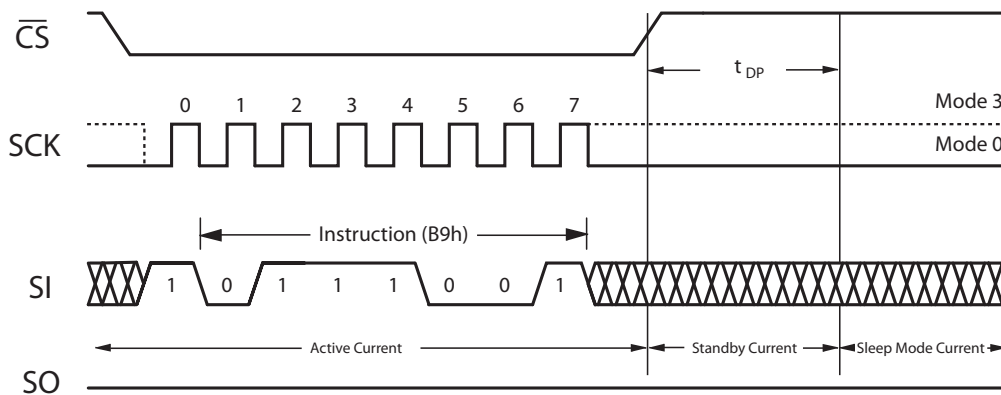 CS
t DP
0 1 2 3 4 5 6 7
Mode 3
SCK
Mode 0
Instruction (B9h)
SI
1 0 1 1 1 0 0 1
Active Current
Standby Current
Sleep Mode Current
SO